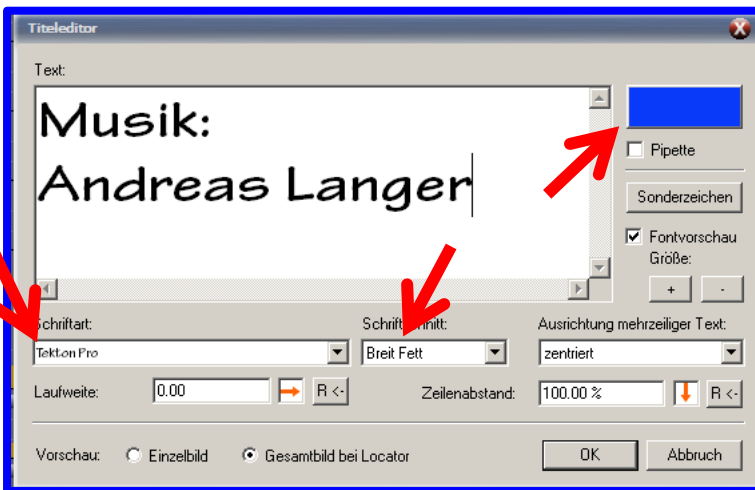 Titeleditor
Text:
Musik:
Andreas Langer
Pipette
Sonderzeichen
Fontvorschau
Größe:
+ -
Schriftart: Schriftschnitt: Ausrichtung mehrzeiliger Text:
Tekton Pro Breit Fett zentriert
Laufweite: 0.00 R <- Zeilenabstand: 100.00 % R <-
Vorschau: Einzelbild Gesamtbild bei Locator OK Abbruch